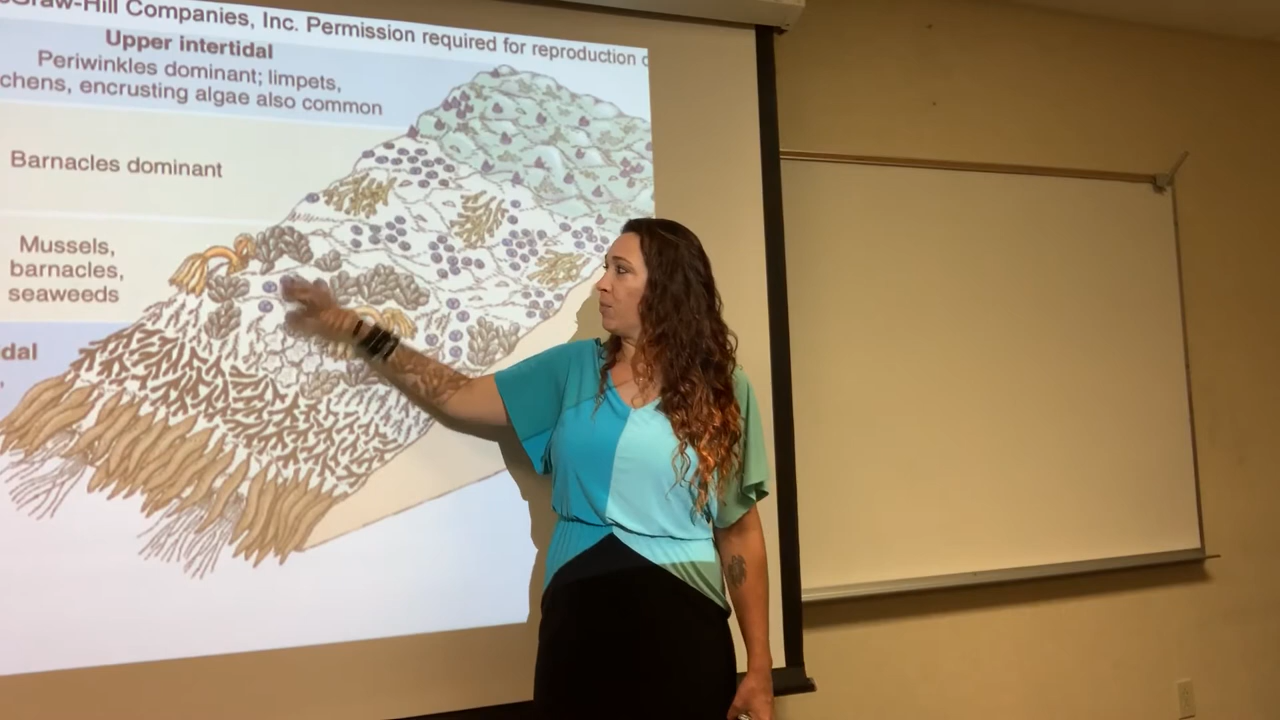 Graw-Hill Companies, Inc. Permission required for reproduction
Upper intertidal
Periwinkles dominant; limpets,
chens, encrusting algae also common
Barnacles dominant
Mussels,
barnacles,
seaweeds
dal